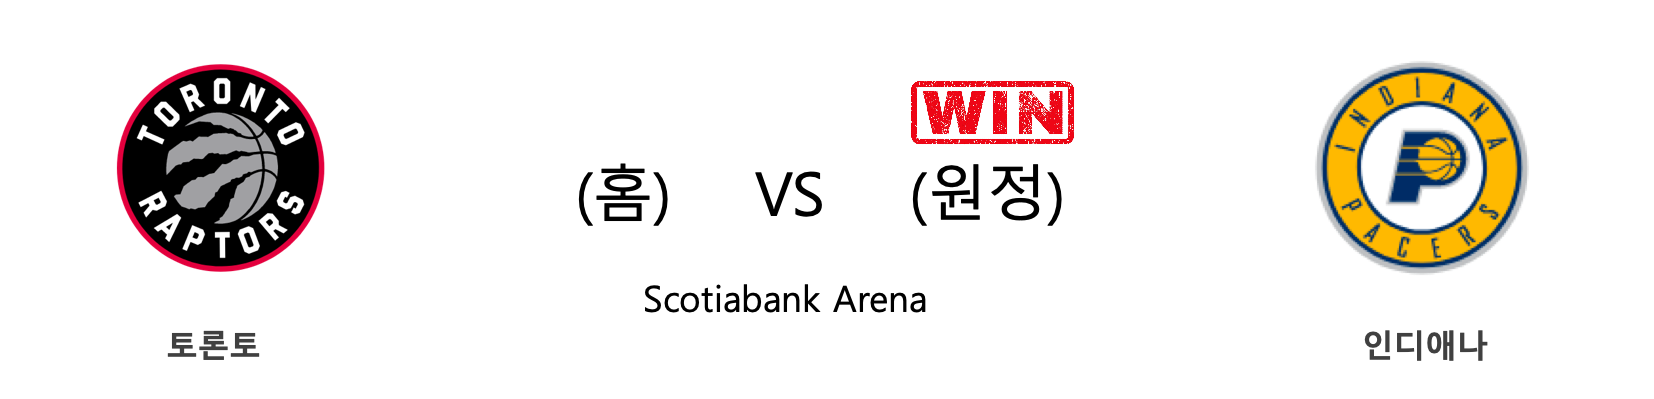 TORONTO
RAPTORS
WIN
(홈) VS (원정)
Scotiabank Arena
INDIANA
P
PACERS
토론토
인디애나